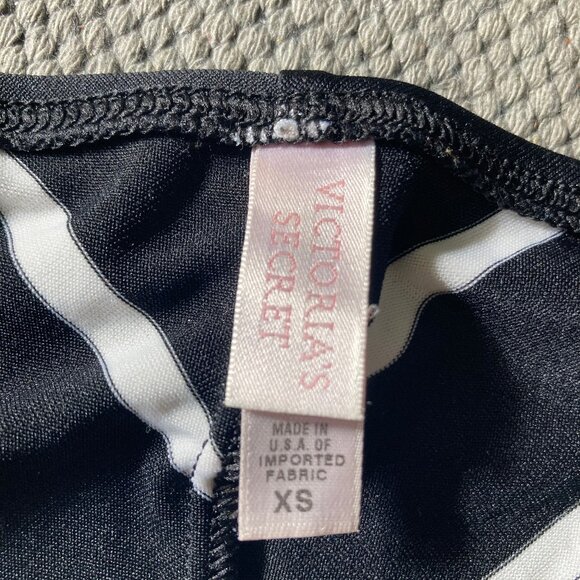 VICTORIA'S
SECRET
MADE IN
U.S.A. OF
IMPORTED
FABRIC
XS